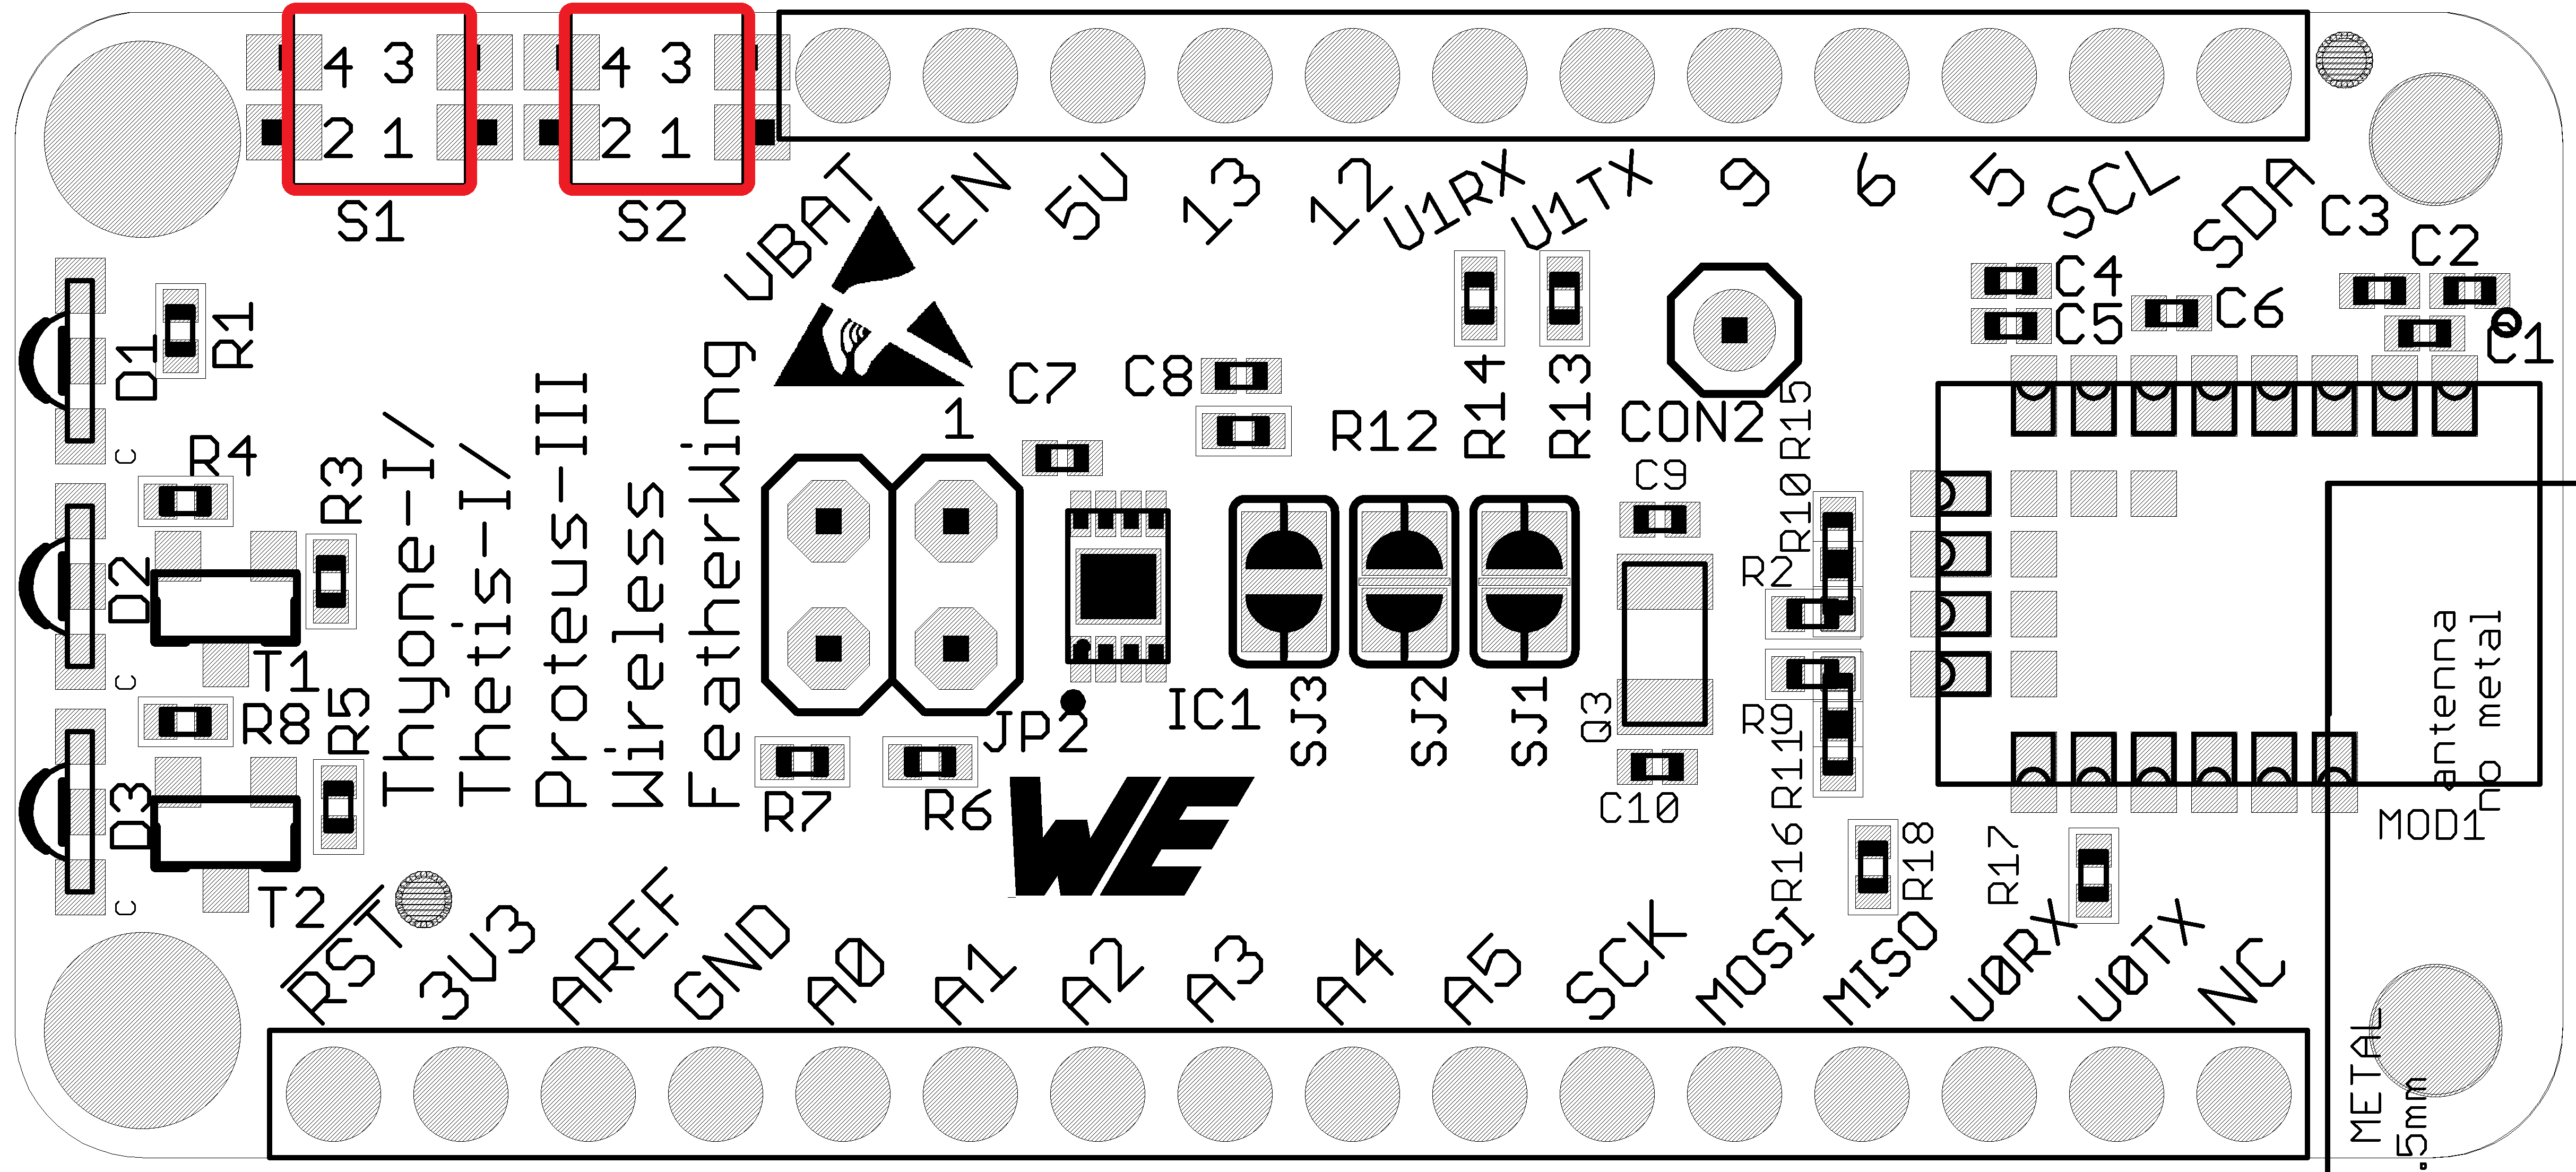 4 3
2 1
S1
4 3
2 1
S2
VBAT
EN
5V
13
12
U1RX
U1TX
9
6
5
SCL
SDA
C3
C2
C4
C5
C6
C1
D1
R1
C
R4
R3
D2
T1
C
R8
R5
D3
T2
C
Thyone-I/
Thetis-I/
Proteus-III
Wireless
FeatherWing
1
C7
C8
R12
R14
R13
CON2
R15
R10
C9
R2
JP2
IC1
SJ3
SJ2
SJ1
Q3
R9
R11
R16
C10
R7
R6
WE
R18
R17
MOD1
antenna
no metal
RST
3V3
AREF
GND
A0
A1
A2
A3
A4
A5
SCK
MOSI
MISO
U0RX
U0TX
NC
METAL
.5mm